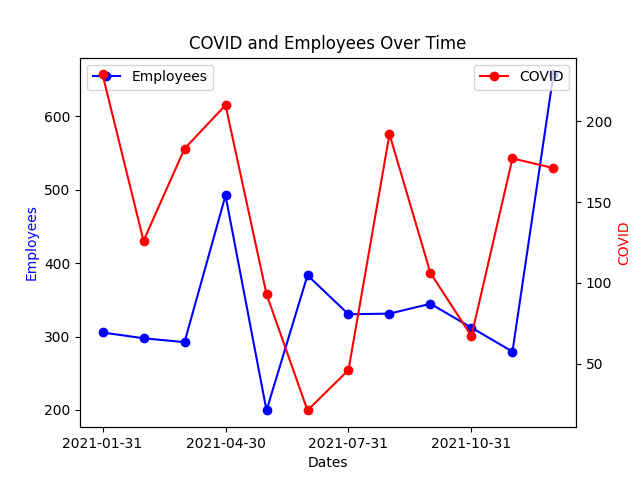 COVID and Employees Over Time
Employees
COVID
600
500
400
300
200
200
150
100
50
Employees
COVID
2021-01-31
2021-04-30
2021-07-31
2021-10-31
Dates